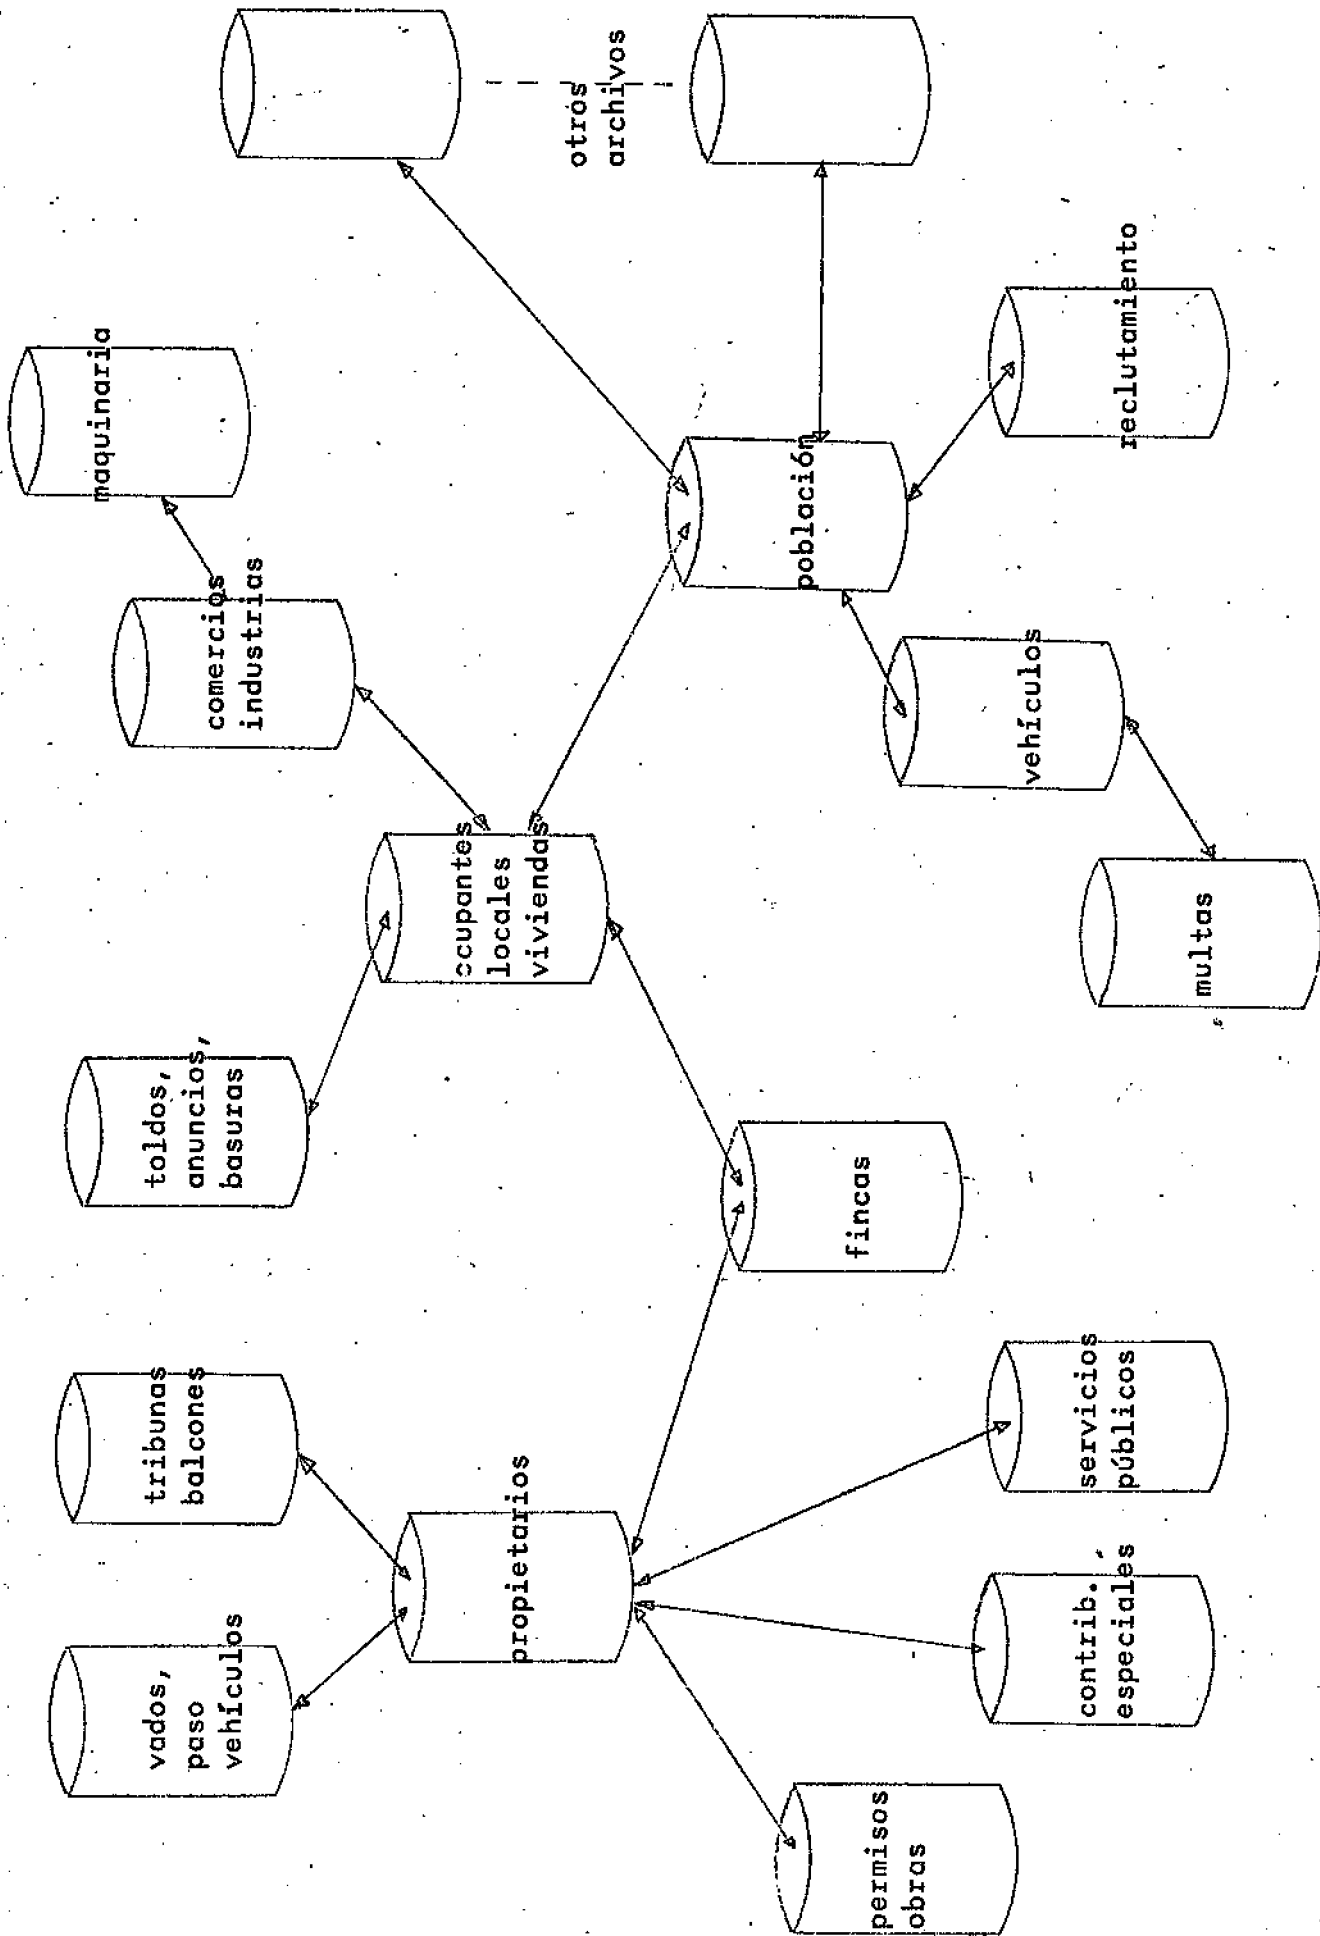 vados,
paso
vehículos
tribunas
balcones
toldos,
anuncios,
basuras
comercios
industrias
maquinaria
propietarios
ocupantes
locales
viviendas
otros
archivos
permisos
obras
fincas
población
contrib.
especiales
servicios
públicos
multas
vehículos
reclutamiento